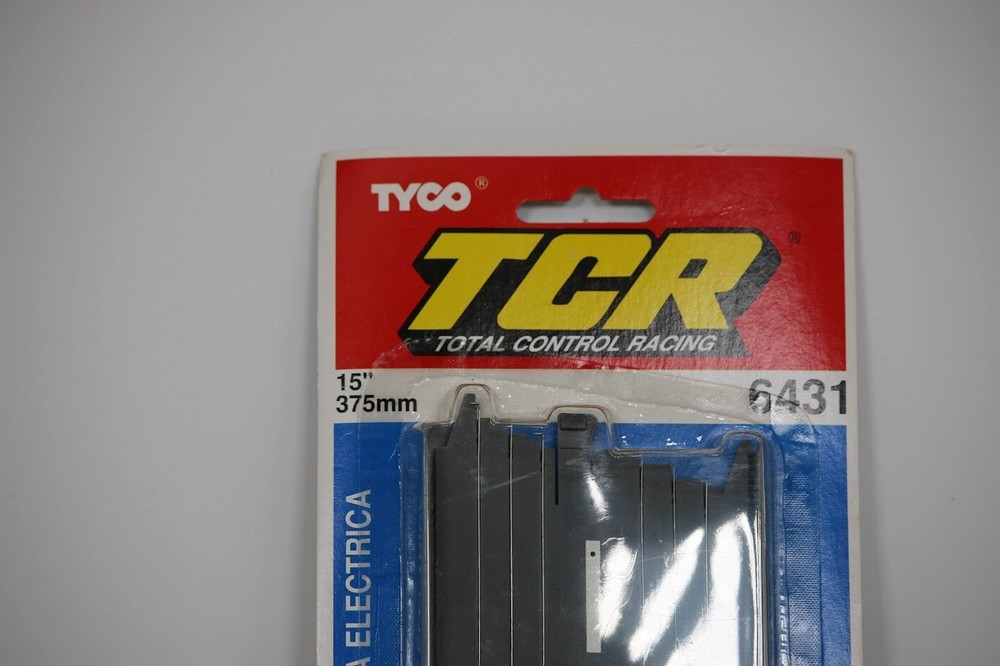 TYCO®
TCR®
TOTAL CONTROL RACING
15"
375mm
6431
A ELECTRICA